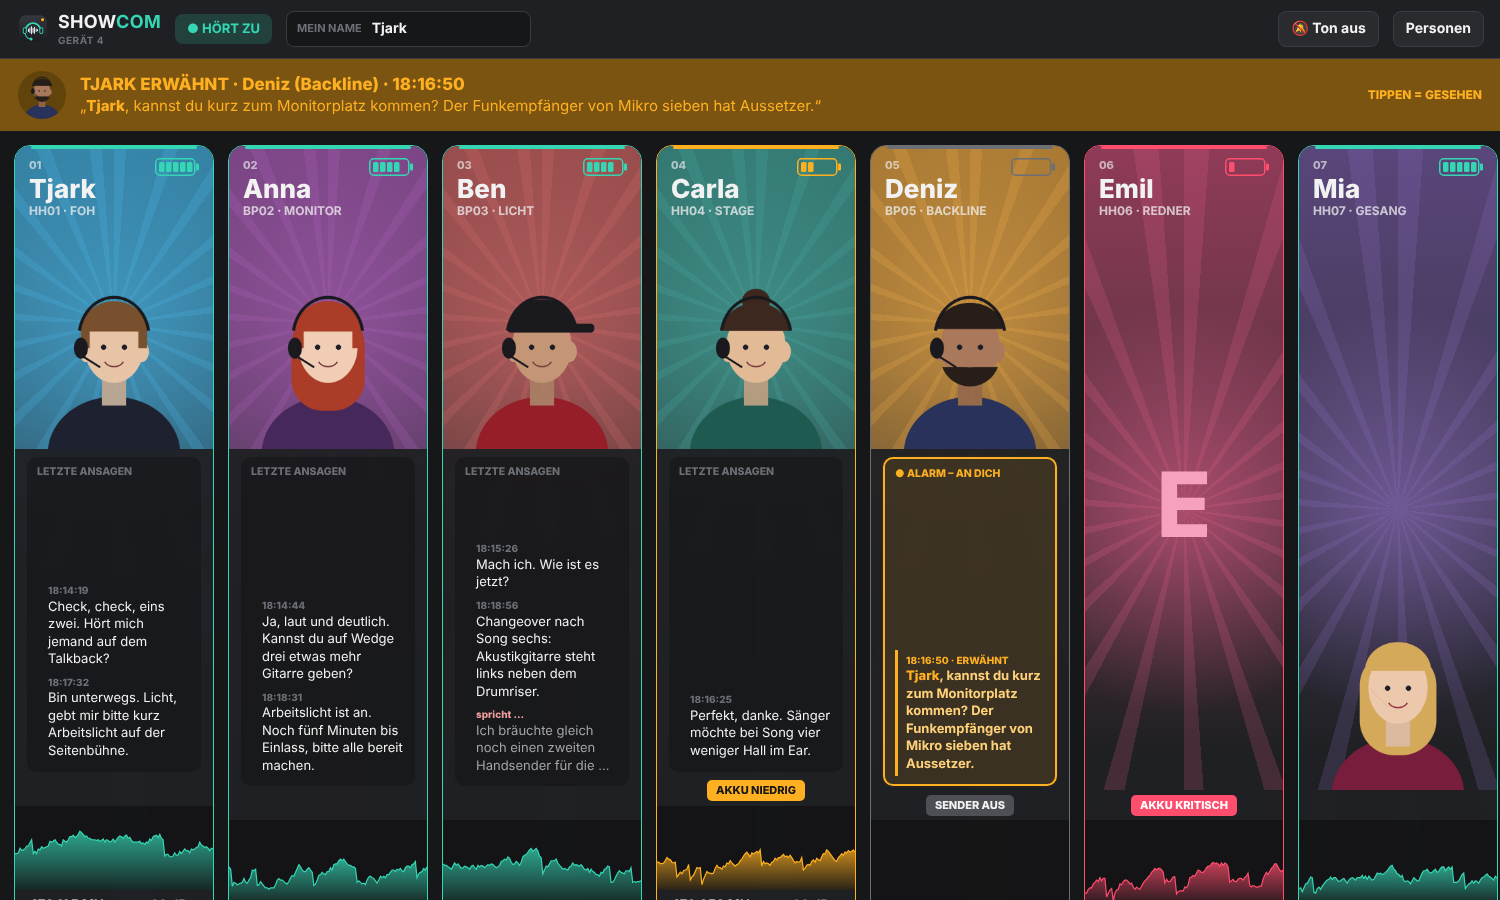 SHOWCOM
GERÄT 4
HÖRT ZU
MEIN NAME Tjark
Ton aus
Personen
TJARK ERWÄHNT · Deniz (Backline) · 18:16:50
„Tjark, kannst du kurz zum Monitorplatz kommen? Der Funkempfänger von Mikro sieben hat Aussetzer.“
TIPPEN = GESEHEN
01
Tjark
HH01 · FOH
LETZTE ANSAGEN
18:14:19
Check, check, eins
zwei. Hört mich
jemand auf dem
Talkback?
18:17:32
Bin unterwegs. Licht,
gebt mir bitte kurz
Arbeitslicht auf der
Seitenbühne.
02
Anna
BP02 · MONITOR
LETZTE ANSAGEN
18:14:44
Ja, laut und deutlich.
Kannst du auf Wedge
drei etwas mehr
Gitarre geben?
18:18:31
Arbeitslicht ist an.
Noch fünf Minuten bis
Einlass, bitte alle bereit
machen.
03
Ben
BP03 · LICHT
LETZTE ANSAGEN
18:15:26
Mach ich. Wie ist es
jetzt?
18:18:56
Changeover nach
Song sechs:
Akustikgitarre steht
links neben dem
Drumriser.
spricht ...
Ich bräuchte gleich
noch einen zweiten
Handsender für die ...
04
Carla
HH04 · STAGE
LETZTE ANSAGEN
18:16:25
Perfekt, danke. Sänger
möchte bei Song vier
weniger Hall im Ear.
AKKU NIEDRIG
05
Deniz
BP05 · BACKLINE
ALARM – AN DICH
18:16:50 · ERWÄHNT
Tjark, kannst du kurz
zum Monitorplatz
kommen? Der
Funkempfänger von
Mikro sieben hat
Aussetzer.
SENDER AUS
06
Emil
HH06 · REDNER
E
AKKU KRITISCH
07
Mia
HH07 · GESANG